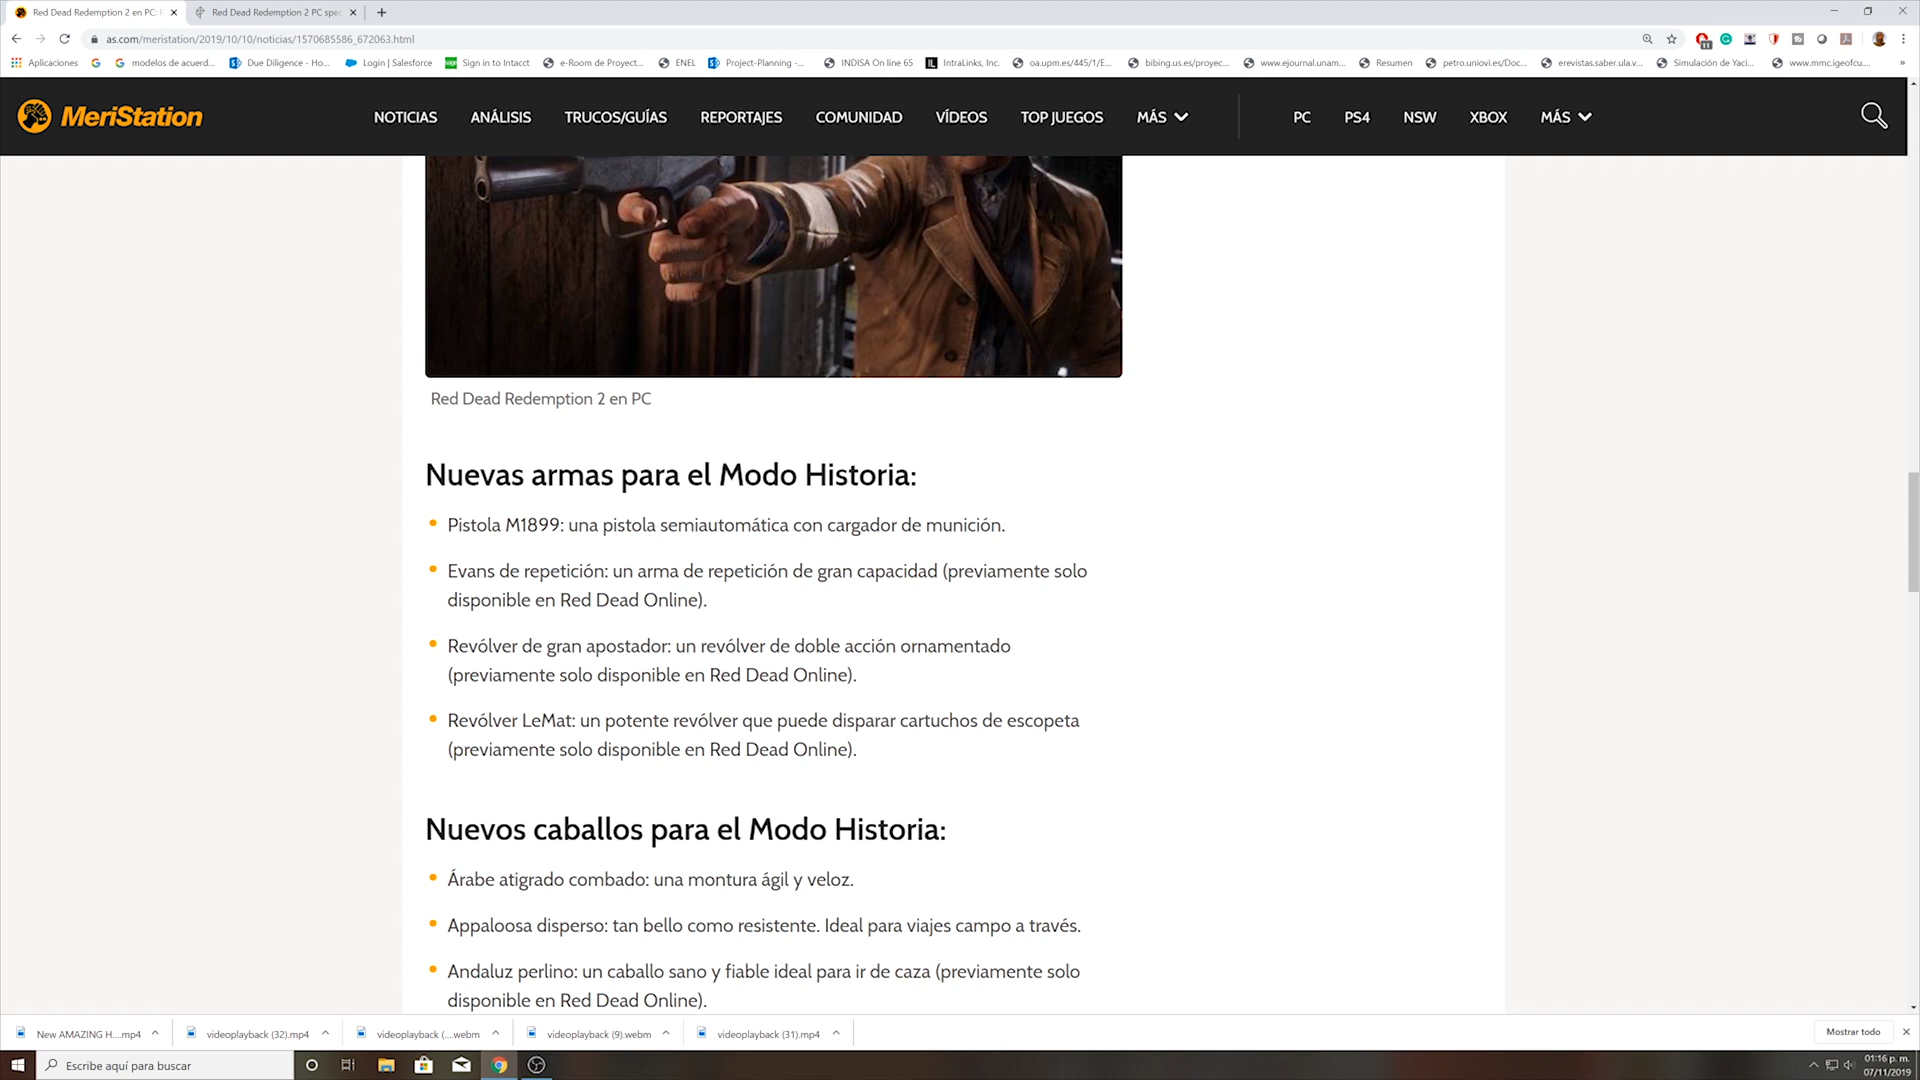 Red Dead Redemption 2 en PC:
Red Dead Redemption 2 PC spec
as.com/meristation/2019/10/10/noticias/1570685586_672063.html
11
Aplicaciones
modelos de acuerd...
Due Diligence - Ho...
Login | Salesforce
Sign in to Intacct
e-Room de Proyect...
ENEL
Project-Planning -...
INDISA On line 65
IntraLinks, Inc.
oa.upm.es/445/1/E...
bibing.us.es/proyec...
www.ejournal.unam...
Resumen
petro.uniovi.es/Doc...
erevistas.saber.ula.v...
Simulación de Yaci...
www.mmc.igeofcu...
»
MeriStation
NOTICIAS
ANÁLISIS
TRUCOS/GUÍAS
REPORTAJES
COMUNIDAD
VÍDEOS
TOP JUEGOS
MÁS
PC
PS4
NSW
XBOX
MÁS
Red Dead Redemption 2 en PC
Nuevas armas para el Modo Historia:
Pistola M1899: una pistola semiautomática con cargador de munición.
Evans de repetición: un arma de repetición de gran capacidad (previamente solo
disponible en Red Dead Online).
Revólver de gran apostador: un revólver de doble acción ornamentado
(previamente solo disponible en Red Dead Online).
Revólver LeMat: un potente revólver que puede disparar cartuchos de escopeta
(previamente solo disponible en Red Dead Online).
Nuevos caballos para el Modo Historia:
Árabe atigrado combado: una montura ágil y veloz.
Appaloosa disperso: tan bello como resistente. Ideal para viajes campo a través.
Andaluz perlino: un caballo sano y fiable ideal para ir de caza (previamente solo
disponible en Red Dead Online).
New AMAZING H....mp4
videoplayback (32).mp4
videoplayback (....webm
videoplayback (9).webm
videoplayback (31).mp4
Mostrar todo
Escribe aquí para buscar
01:16 p. m.
07/11/2019